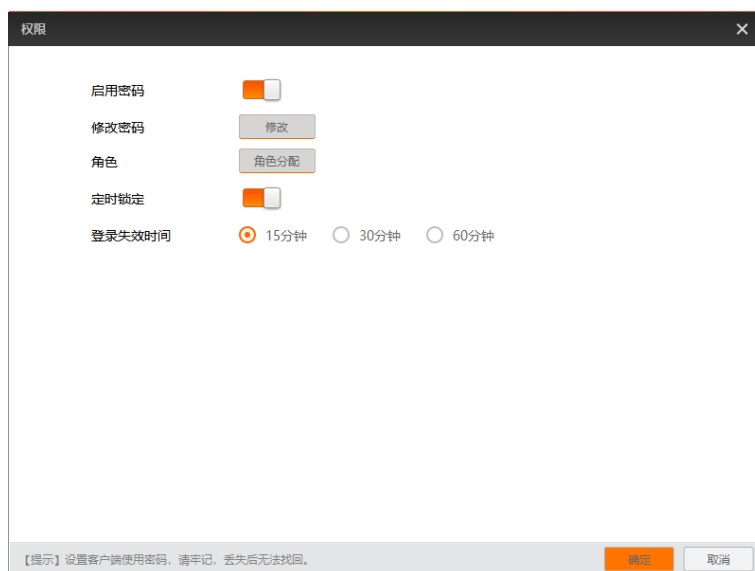 权限
启用密码
修改密码 修改
角色 角色分配
定时锁定
登录失效时间 15分钟 30分钟 60分钟
【提示】设置客户端使用密码，请牢记，丢失后无法找回。 确定 取消